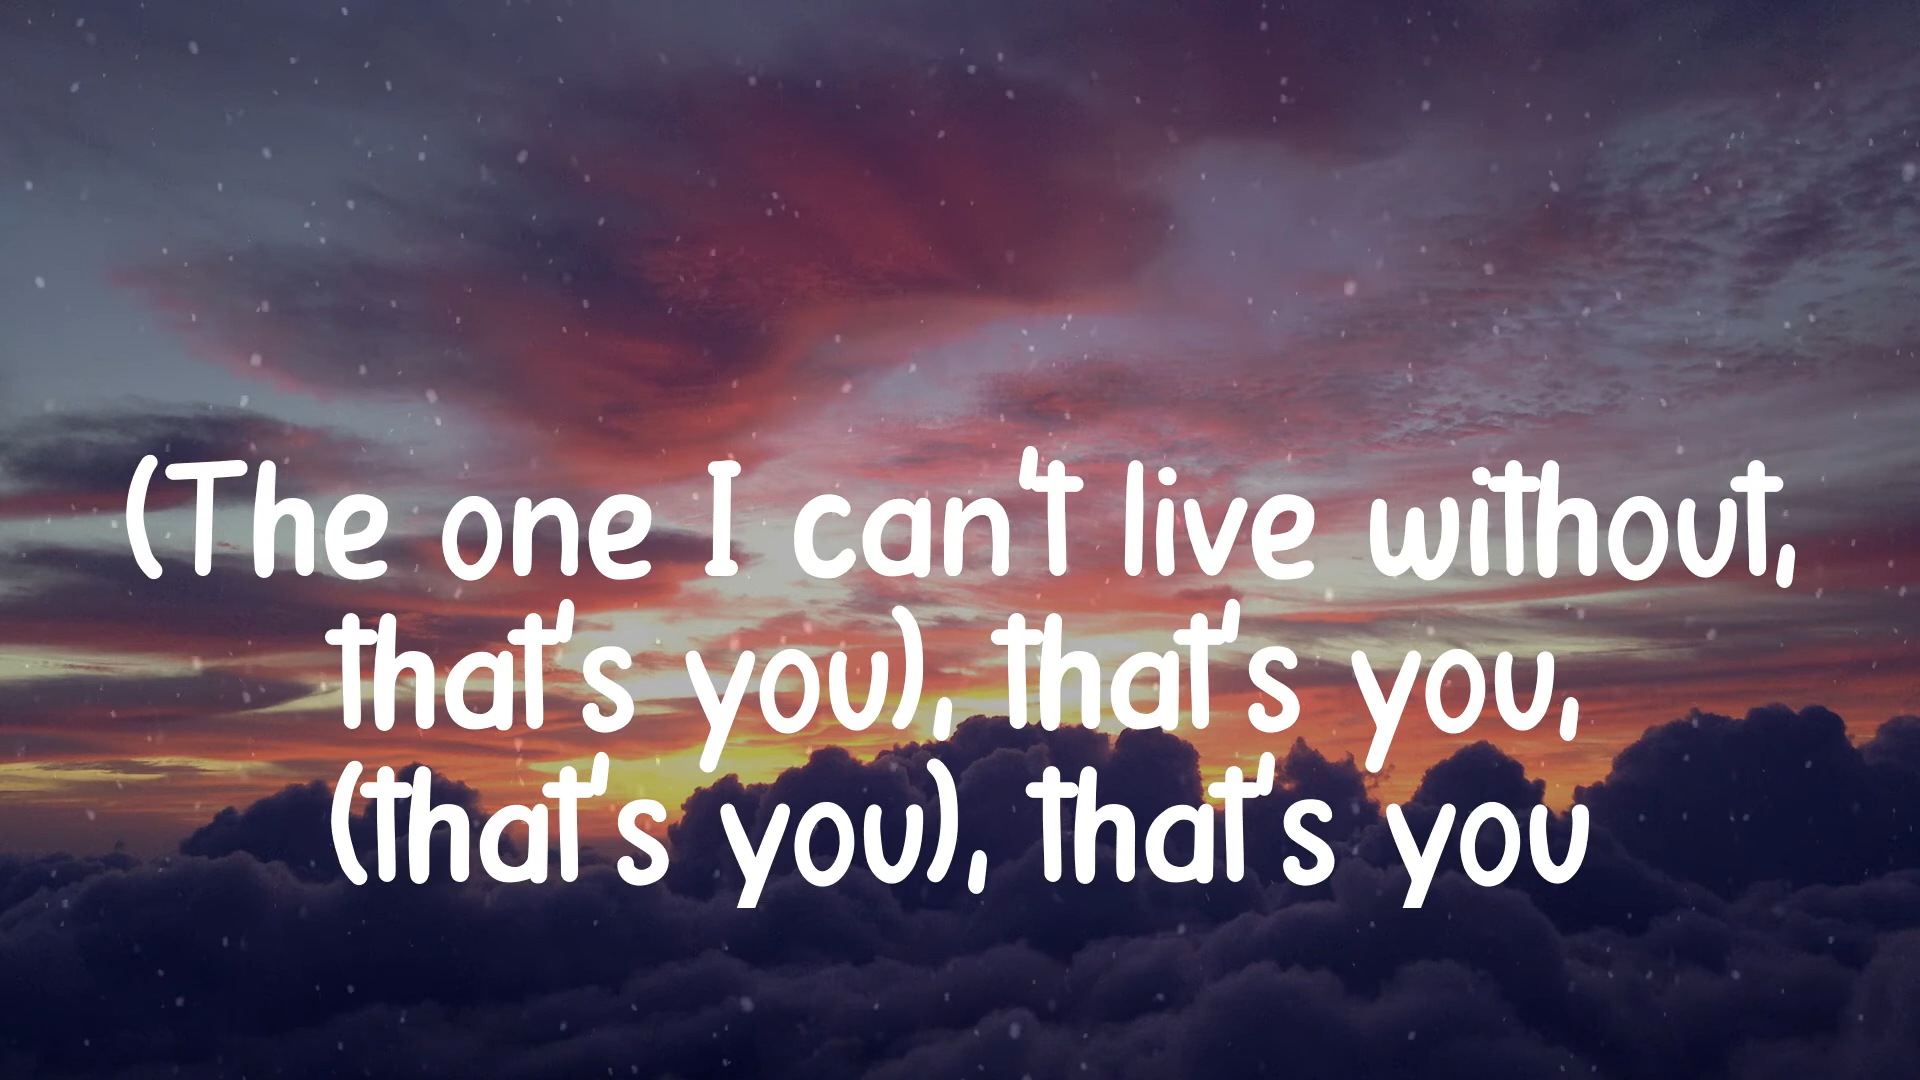 (The one I can't live without,
that's you), that's you,
(that's you), that's you